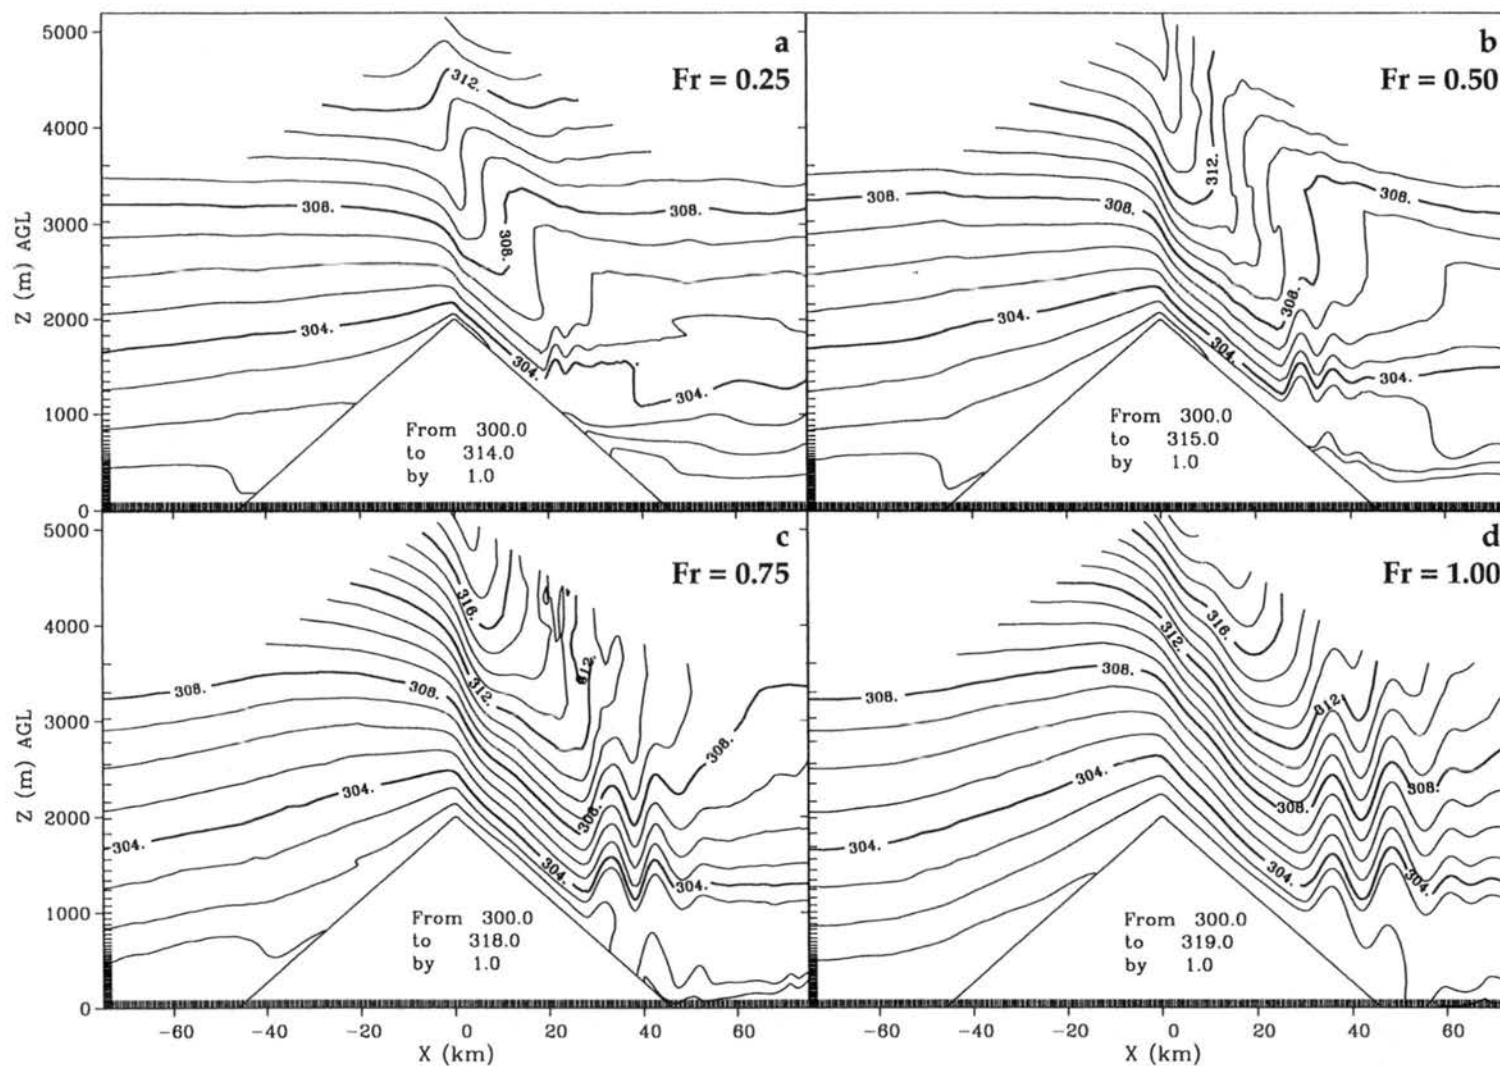 a
Fr = 0.25
5000
4000
3000
2000
1000
0
Z (m) AGL
312.
308.
308.
308.
304.
304.
304.
From 300.0
to 314.0
by 1.0
b
Fr = 0.50
312.
308.
308.
308.
308.
304.
304.
304.
From 300.0
to 315.0
by 1.0
c
Fr = 0.75
5000
4000
3000
2000
1000
0
Z (m) AGL
316.
312.
312.
308.
308.
308.
308.
304.
304.
304.
304.
From 300.0
to 318.0
by 1.0
-60 -40 -20 0 20 40 60
X (km)
d
Fr = 1.00
316.
312.
312.
308.
308.
308.
308.
304.
304.
304.
304.
From 300.0
to 319.0
by 1.0
-60 -40 -20 0 20 40 60
X (km)